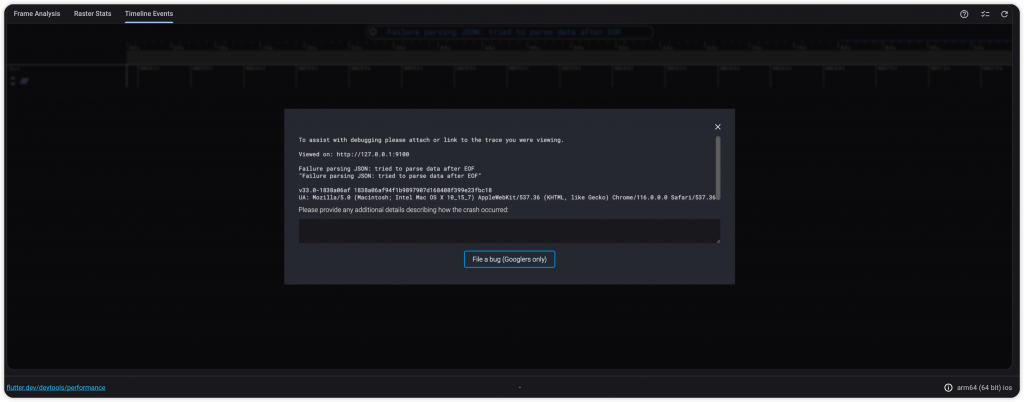 Frame Analysis Raster Stats Timeline Events
Failure parsing JSON: tried to parse data after EOF
To assist with debugging please attach or link to the trace you were viewing.
Viewed on: http://127.0.0.1:9100
Failure parsing JSON: tried to parse data after EOF
"Failure parsing JSON: tried to parse data after EOF"
v33.0-1838a06af 1838a06af94f1b9897907d168408f399e23fbc18
UA: Mozilla/5.0 (Macintosh; Intel Mac OS X 10_15_7) AppleWebKit/537.36 (KHTML, like Gecko) Chrome/116.0.0.0 Safari/537.36
Please provide any additional details describing how the crash occurred:
File a bug (Googlers only)
flutter.dev/devtools/performance
arm64 (64 bit) ios